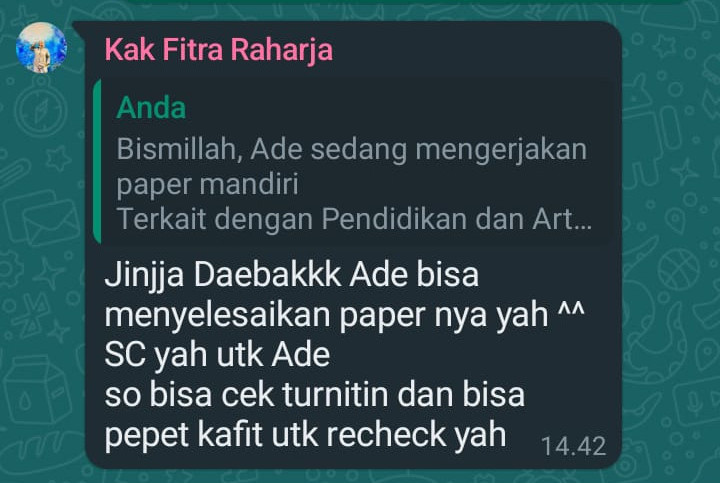 Kak Fitra Raharja
Anda
Bismillah, Ade sedang mengerjakan
paper mandiri
Terkait dengan Pendidikan dan Art...
Jinjja Daebakkk Ade bisa
menyelesaikan paper nya yah ^^
SC yah utk Ade
so bisa cek turnitin dan bisa
pepet kafit utk recheck yah
14.42